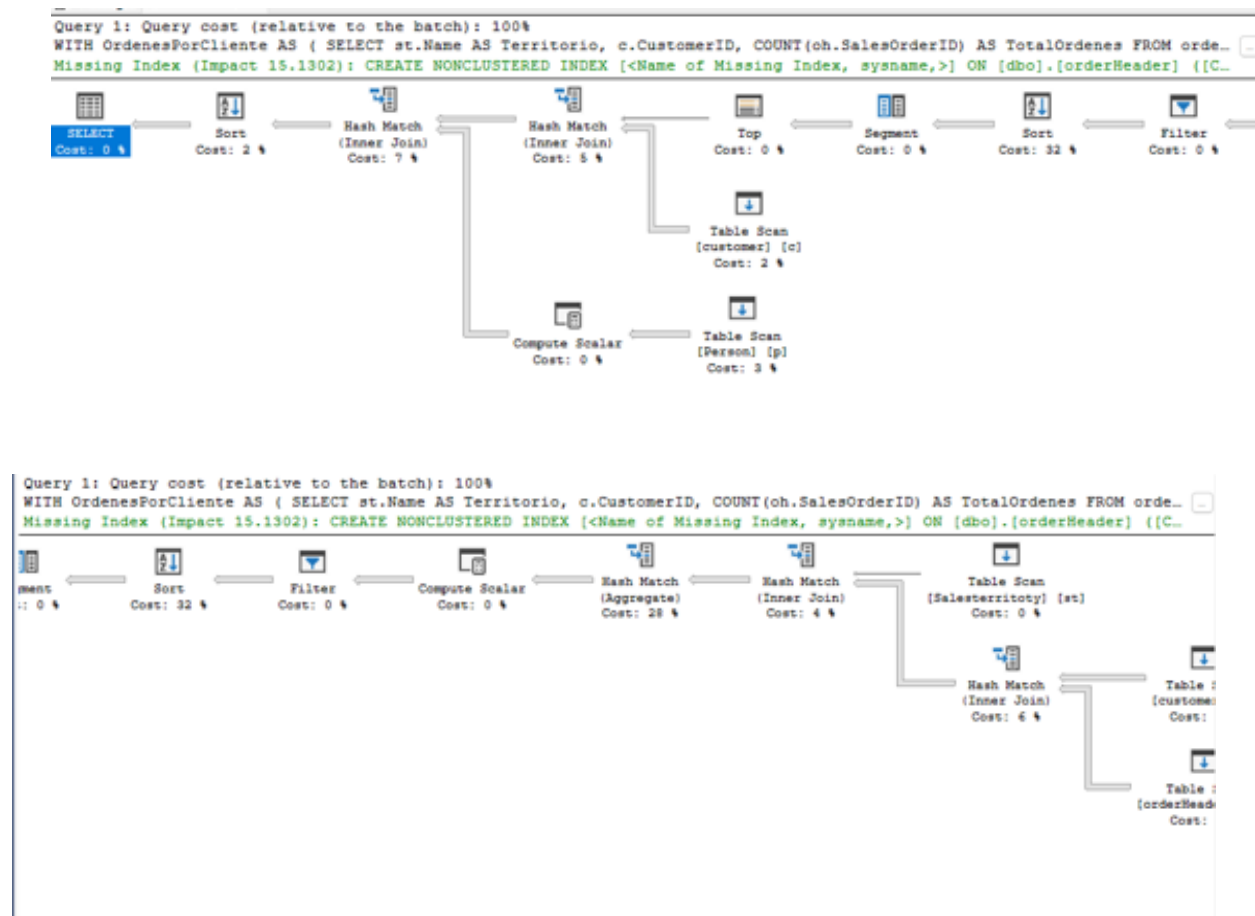 Query 1: Query cost (relative to the batch): 100%
WITH OrdenesPorCliente AS ( SELECT st.Name AS Territorio, c.CustomerID, COUNT(oh.SalesOrderID) AS TotalOrdenes FROM orde… ...
Missing Index (Impact 15.1302): CREATE NONCLUSTERED INDEX [<Name of Missing Index, sysname,>] ON [dbo].[orderHeader] ([C…
SELECT
Cost: 0 %
Sort
Cost: 2 %
Hash Match
(Inner Join)
Cost: 7 %
Hash Match
(Inner Join)
Cost: 5 %
Top
Cost: 0 %
Segment
Cost: 0 %
Sort
Cost: 32 %
Filter
Cost: 0 %
Table Scan
[customer] [c]
Cost: 2 %
Compute Scalar
Cost: 0 %
Table Scan
[Person] [p]
Cost: 3 %
Query 1: Query cost (relative to the batch): 100%
WITH OrdenesPorCliente AS ( SELECT st.Name AS Territorio, c.CustomerID, COUNT(oh.SalesOrderID) AS TotalOrdenes FROM orde… ...
Missing Index (Impact 15.1302): CREATE NONCLUSTERED INDEX [<Name of Missing Index, sysname,>] ON [dbo].[orderHeader] ([C…
gment
: 0 %
Sort
Cost: 32 %
Filter
Cost: 0 %
Compute Scalar
Cost: 0 %
Hash Match
(Aggregate)
Cost: 28 %
Hash Match
(Inner Join)
Cost: 4 %
Table Scan
[Salesterritoty] [st]
Cost: 0 %
Hash Match
(Inner Join)
Cost: 6 %
Table
[custome
Cost:
Table
[orderHead
Cost: